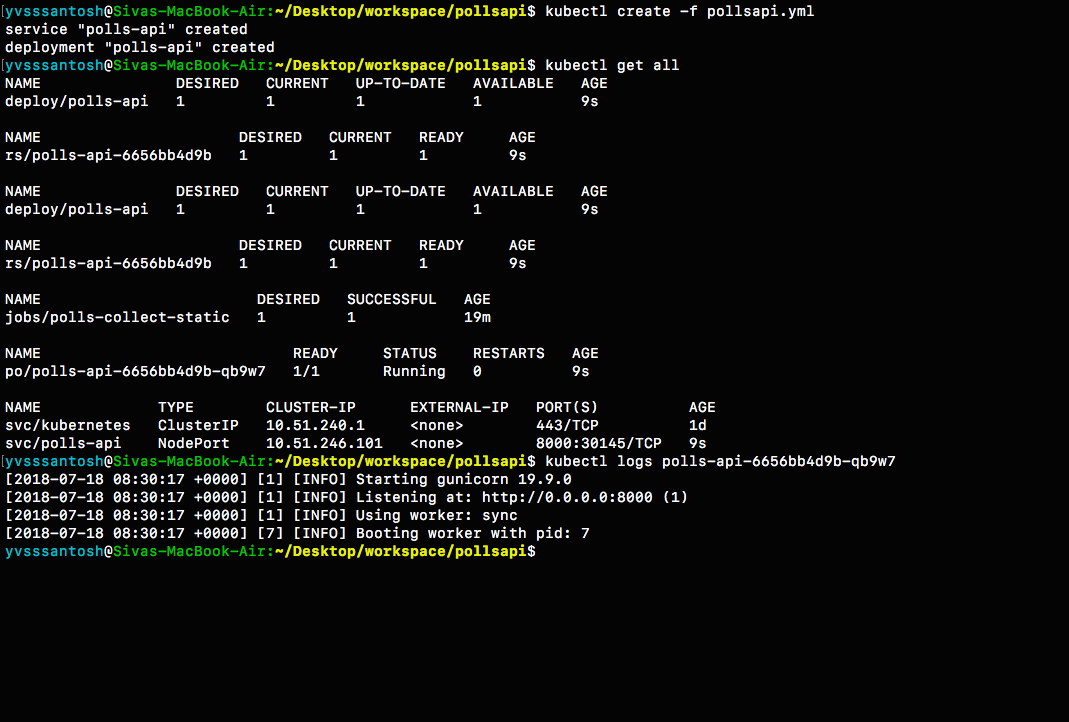 yvsssantosh@Sivas-MacBook-Air:~/Desktop/workspace/pollsapi$ kubectl create -f pollsapi.yml
service "polls-api" created
deployment "polls-api" created
yvsssantosh@Sivas-MacBook-Air:~/Desktop/workspace/pollsapi$ kubectl get all
NAME DESIRED CURRENT UP-TO-DATE AVAILABLE AGE
deploy/polls-api 1 1 1 1 9s
NAME DESIRED CURRENT READY AGE
rs/polls-api-6656bb4d9b 1 1 1 9s
NAME DESIRED CURRENT UP-TO-DATE AVAILABLE AGE
deploy/polls-api 1 1 1 1 9s
NAME DESIRED CURRENT READY AGE
rs/polls-api-6656bb4d9b 1 1 1 9s
NAME DESIRED SUCCESSFUL AGE
jobs/polls-collect-static 1 1 19m
NAME READY STATUS RESTARTS AGE
po/polls-api-6656bb4d9b-qb9w7 1/1 Running 0 9s
NAME TYPE CLUSTER-IP EXTERNAL-IP PORT(S) AGE
svc/kubernetes ClusterIP 10.51.240.1 <none> 443/TCP 1d
svc/polls-api NodePort 10.51.246.101 <none> 8000:30145/TCP 9s
yvsssantosh@Sivas-MacBook-Air:~/Desktop/workspace/pollsapi$ kubectl logs polls-api-6656bb4d9b-qb9w7
[2018-07-18 08:30:17 +0000] [1] [INFO] Starting gunicorn 19.9.0
[2018-07-18 08:30:17 +0000] [1] [INFO] Listening at: http://0.0.0.0:8000 (1)
[2018-07-18 08:30:17 +0000] [1] [INFO] Using worker: sync
[2018-07-18 08:30:17 +0000] [7] [INFO] Booting worker with pid: 7
yvsssantosh@Sivas-MacBook-Air:~/Desktop/workspace/pollsapi$